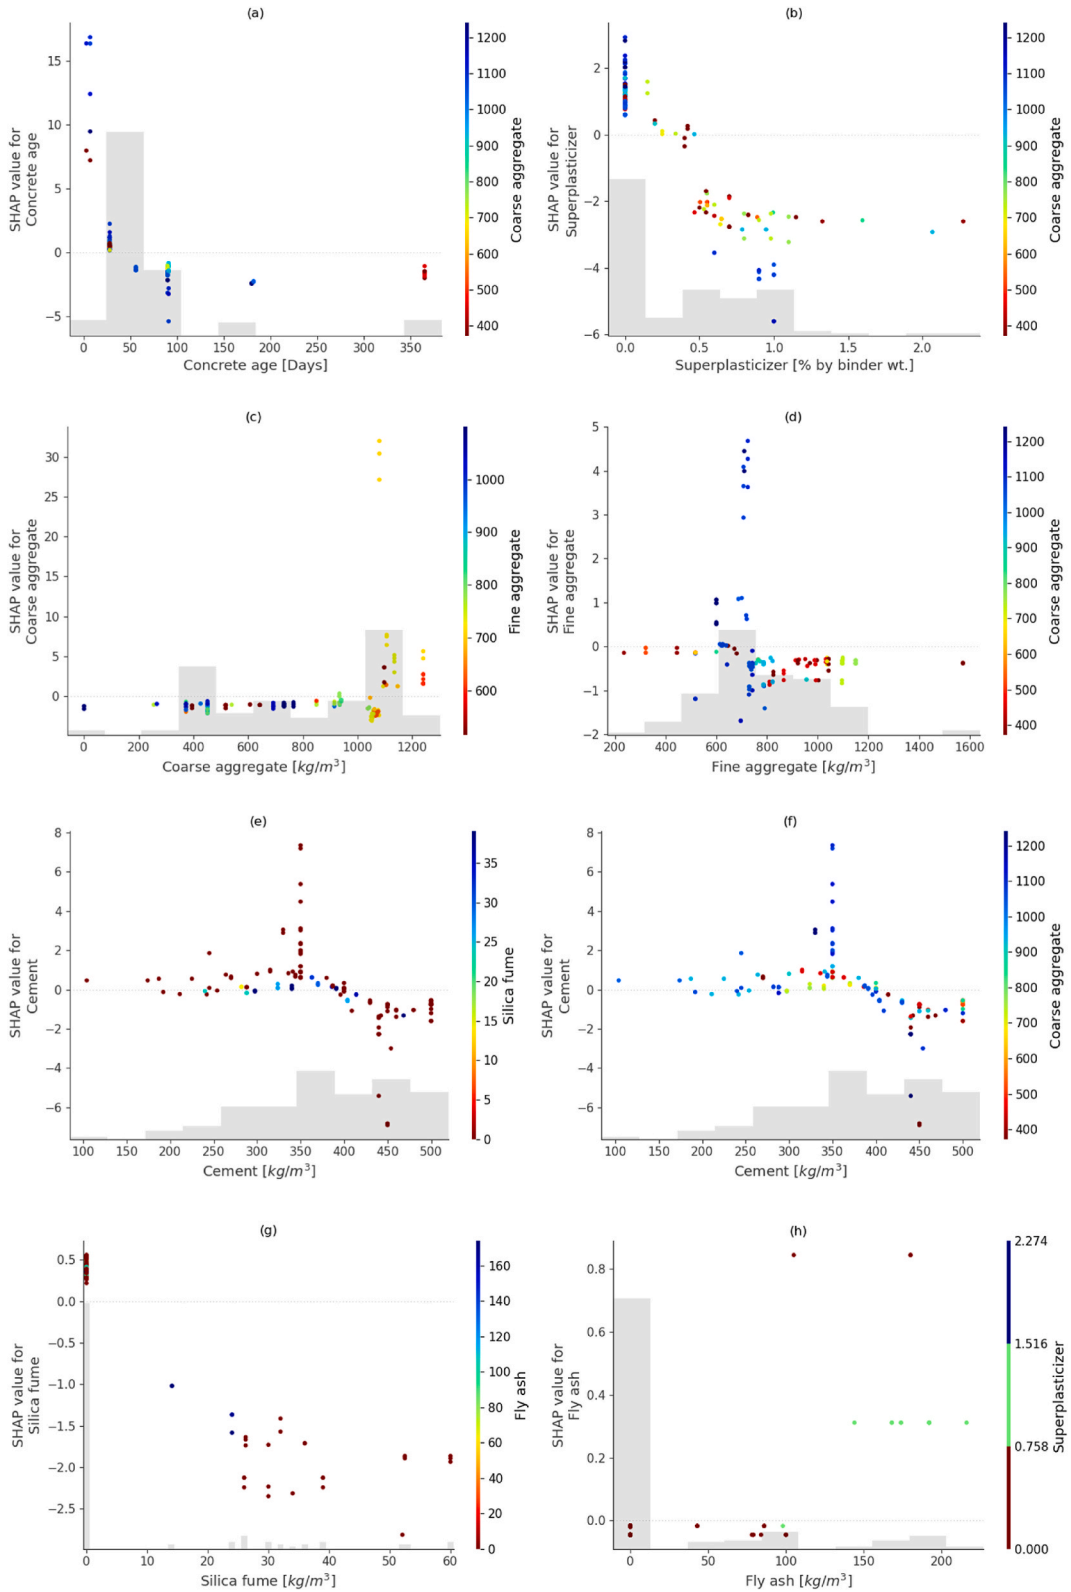 (a)
SHAP value for
Concrete age
15
10
5
0
−5
0 50 100 150 200 250 300 350
Concrete age [Days]
1200
1100
1000
900
800
700
600
500
400
Coarse aggregate
(b)
SHAP value for
Superplasticizer
2
0
−2
−4
−6
0.0 0.5 1.0 1.5 2.0
Superplasticizer [% by binder wt.]
1200
1100
1000
900
800
700
600
500
400
Coarse aggregate
(c)
SHAP value for
Coarse aggregate
30
25
20
15
10
5
0
0 200 400 600 800 1000 1200
Coarse aggregate [kg/m³]
1000
900
800
700
600
Fine aggregate
(d)
SHAP value for
Fine aggregate
5
4
3
2
1
0
−1
−2
200 400 600 800 1000 1200 1400 1600
Fine aggregate [kg/m³]
1200
1100
1000
900
800
700
600
500
400
Coarse aggregate
(e)
SHAP value for
Cement
8
6
4
2
0
−2
−4
−6
100 150 200 250 300 350 400 450 500
Cement [kg/m³]
35
30
25
20
15
10
5
0
Silica fume
(f)
SHAP value for
Cement
8
6
4
2
0
−2
−4
−6
100 150 200 250 300 350 400 450 500
Cement [kg/m³]
1200
1100
1000
900
800
700
600
500
400
Coarse aggregate
(g)
SHAP value for
Silica fume
0.5
0.0
−0.5
−1.0
−1.5
−2.0
−2.5
0 10 20 30 40 50 60
Silica fume [kg/m³]
160
140
120
100
80
60
40
20
0
Fly ash
(h)
SHAP value for
Fly ash
0.8
0.6
0.4
0.2
0.0
0 50 100 150 200
Fly ash [kg/m³]
2.274
1.516
0.758
0.000
Superplasticizer